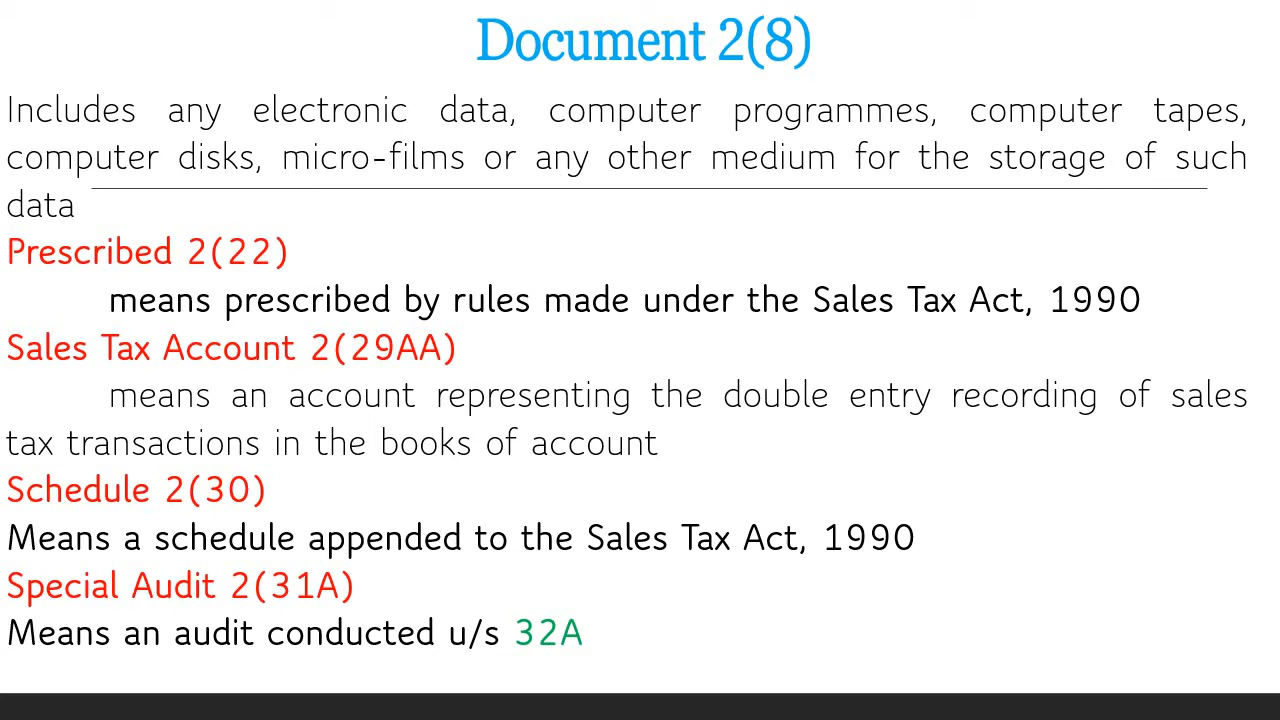 Document 2(8)
Includes any electronic data, computer programmes, computer tapes,
computer disks, micro-films or any other medium for the storage of such
data
Prescribed 2(22)
means prescribed by rules made under the Sales Tax Act, 1990
Sales Tax Account 2(29AA)
means an account representing the double entry recording of sales
tax transactions in the books of account
Schedule 2(30)
Means a schedule appended to the Sales Tax Act, 1990
Special Audit 2(31A)
Means an audit conducted u/s 32A